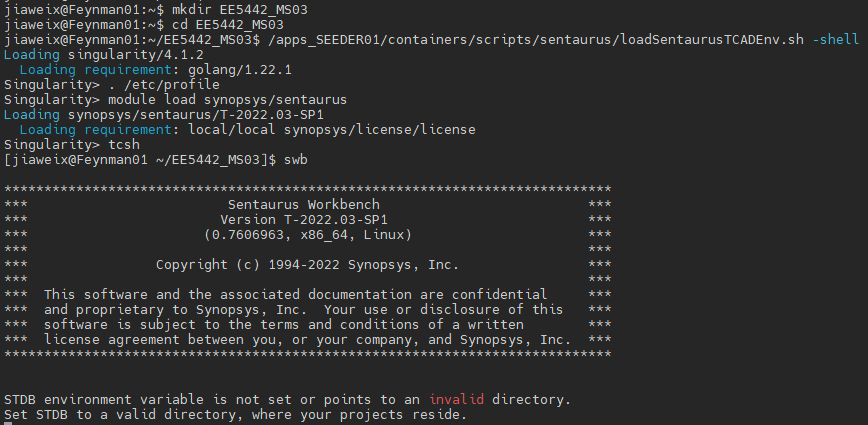 jiaweix@Feynman01:~$ mkdir EE5442_MS03
jiaweix@Feynman01:~$ cd EE5442_MS03
jiaweix@Feynman01:~/EE5442_MS03$ /apps_SEEDER01/containers/scripts/sentaurus/loadSentaurusTCADEnv.sh -shell
Loading singularity/4.1.2
  Loading requirement: golang/1.22.1
Singularity> . /etc/profile
Singularity> module load synopsys/sentaurus
Loading synopsys/sentaurus/T-2022.03-SP1
  Loading requirement: local/local synopsys/license/license
Singularity> tcsh
[jiaweix@Feynman01 ~/EE5442_MS03]$ swb
****************************************************************************
***                         Sentaurus Workbench                          ***
***                        Version T-2022.03-SP1                         ***
***                      (0.7606963, x86_64, Linux)                      ***
***                                                                      ***
***                Copyright (c) 1994-2022 Synopsys, Inc.                ***
***                                                                      ***
***  This software and the associated documentation are confidential     ***
***  and proprietary to Synopsys, Inc.  Your use or disclosure of this   ***
***  software is subject to the terms and conditions of a written        ***
***  license agreement between you, or your company, and Synopsys, Inc.  ***
****************************************************************************
STDB environment variable is not set or points to an invalid directory.
Set STDB to a valid directory, where your projects reside.